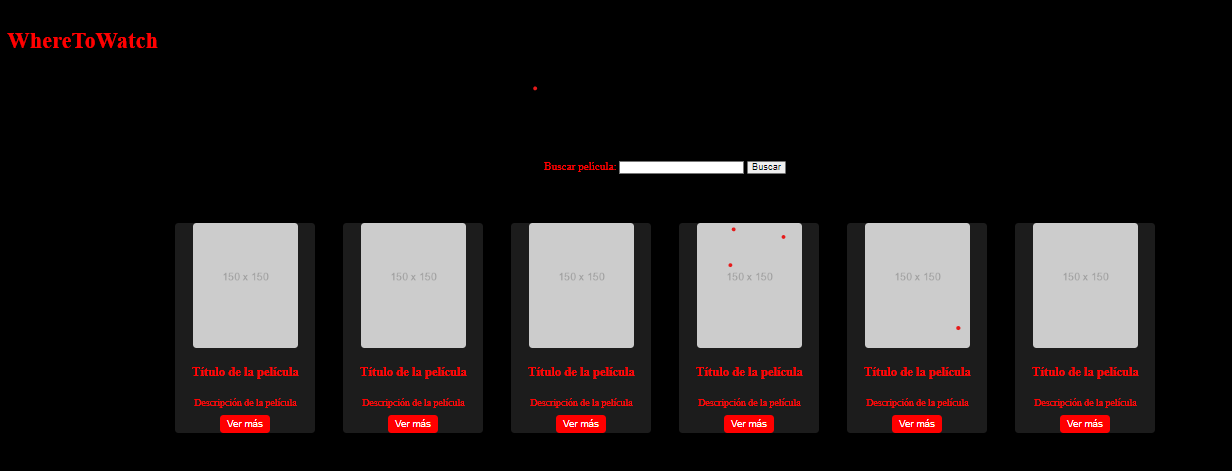 WhereToWatch
Buscar película: Buscar
150 x 150 150 x 150 150 x 150 150 x 150 150 x 150 150 x 150
Título de la película Título de la película Título de la película Título de la película Título de la película Título de la película
Descripción de la película Descripción de la película Descripción de la película Descripción de la película Descripción de la película Descripción de la película
Ver más Ver más Ver más Ver más Ver más Ver más